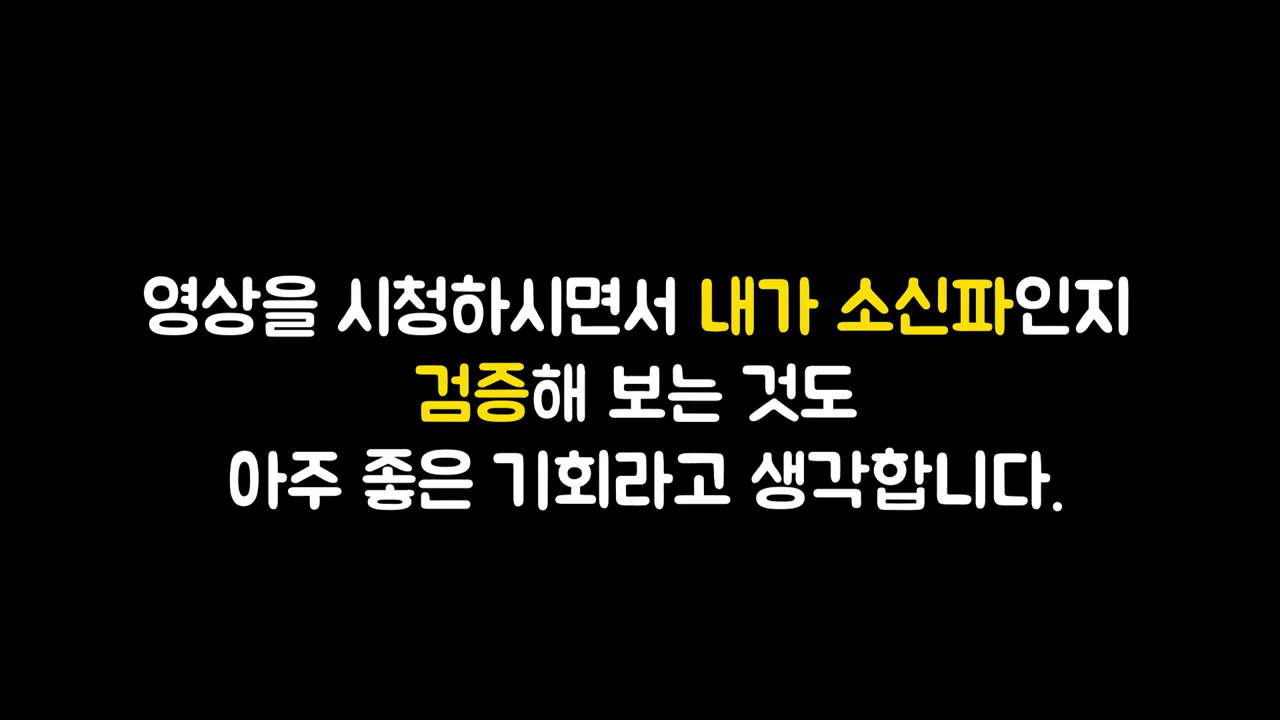 영상을 시청하시면서 내가 소신파인지
검증해 보는 것도
아주 좋은 기회라고 생각합니다.